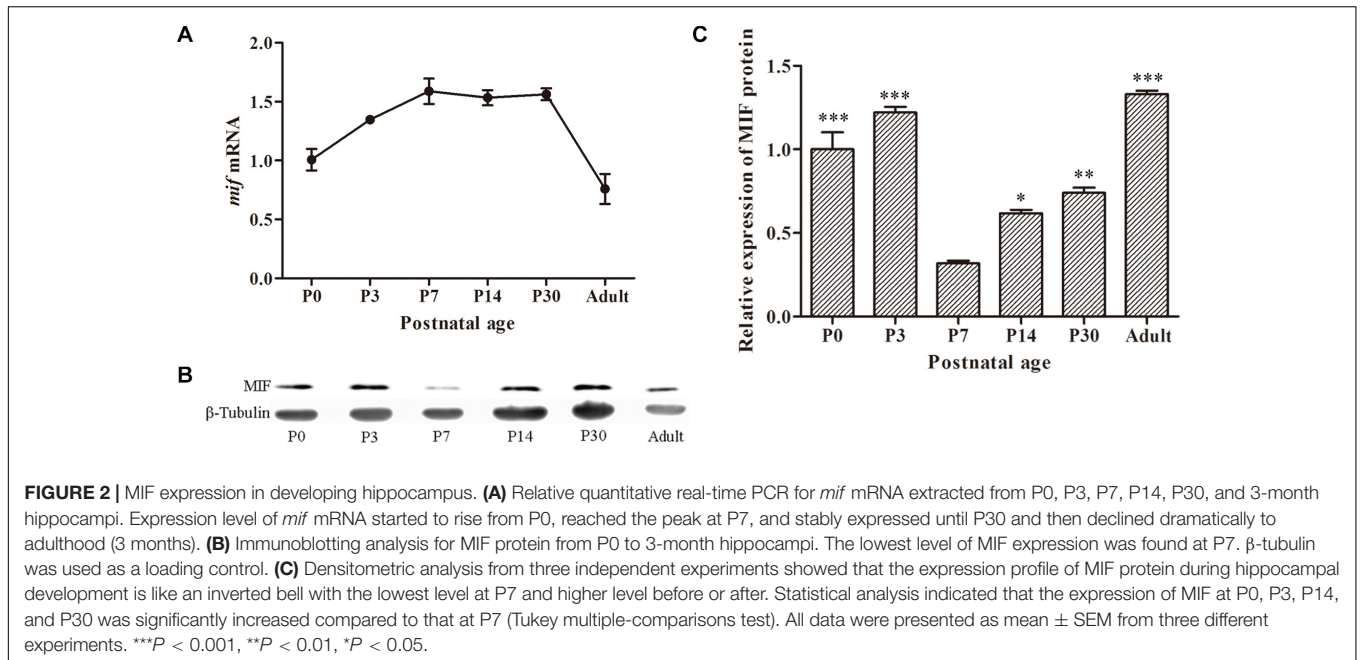 A
2.0
1.5
1.0
0.5
0.0
mif mRNA
P0 P3 P7 P14 P30 Adult
Postnatal age
B
MIF
β-Tubulin
P0 P3 P7 P14 P30 Adult
C
1.5
1.0
0.5
0.0
Relative expression of MIF protein
*** *** * ** ***
P0 P3 P7 P14 P30 Adult
Postnatal age
FIGURE 2 | MIF expression in developing hippocampus. (A) Relative quantitative real-time PCR for mif mRNA extracted from P0, P3, P7, P14, P30, and 3-month
hippocampi. Expression level of mif mRNA started to rise from P0, reached the peak at P7, and stably expressed until P30 and then declined dramatically to
adulthood (3 months). (B) Immunoblotting analysis for MIF protein from P0 to 3-month hippocampi. The lowest level of MIF expression was found at P7. β-tubulin
was used as a loading control. (C) Densitometric analysis from three independent experiments showed that the expression profile of MIF protein during hippocampal
development is like an inverted bell with the lowest level at P7 and higher level before or after. Statistical analysis indicated that the expression of MIF at P0, P3, P14,
and P30 was significantly increased compared to that at P7 (Tukey multiple-comparisons test). All data were presented as mean ± SEM from three different
experiments. ***P < 0.001, **P < 0.01, *P < 0.05.